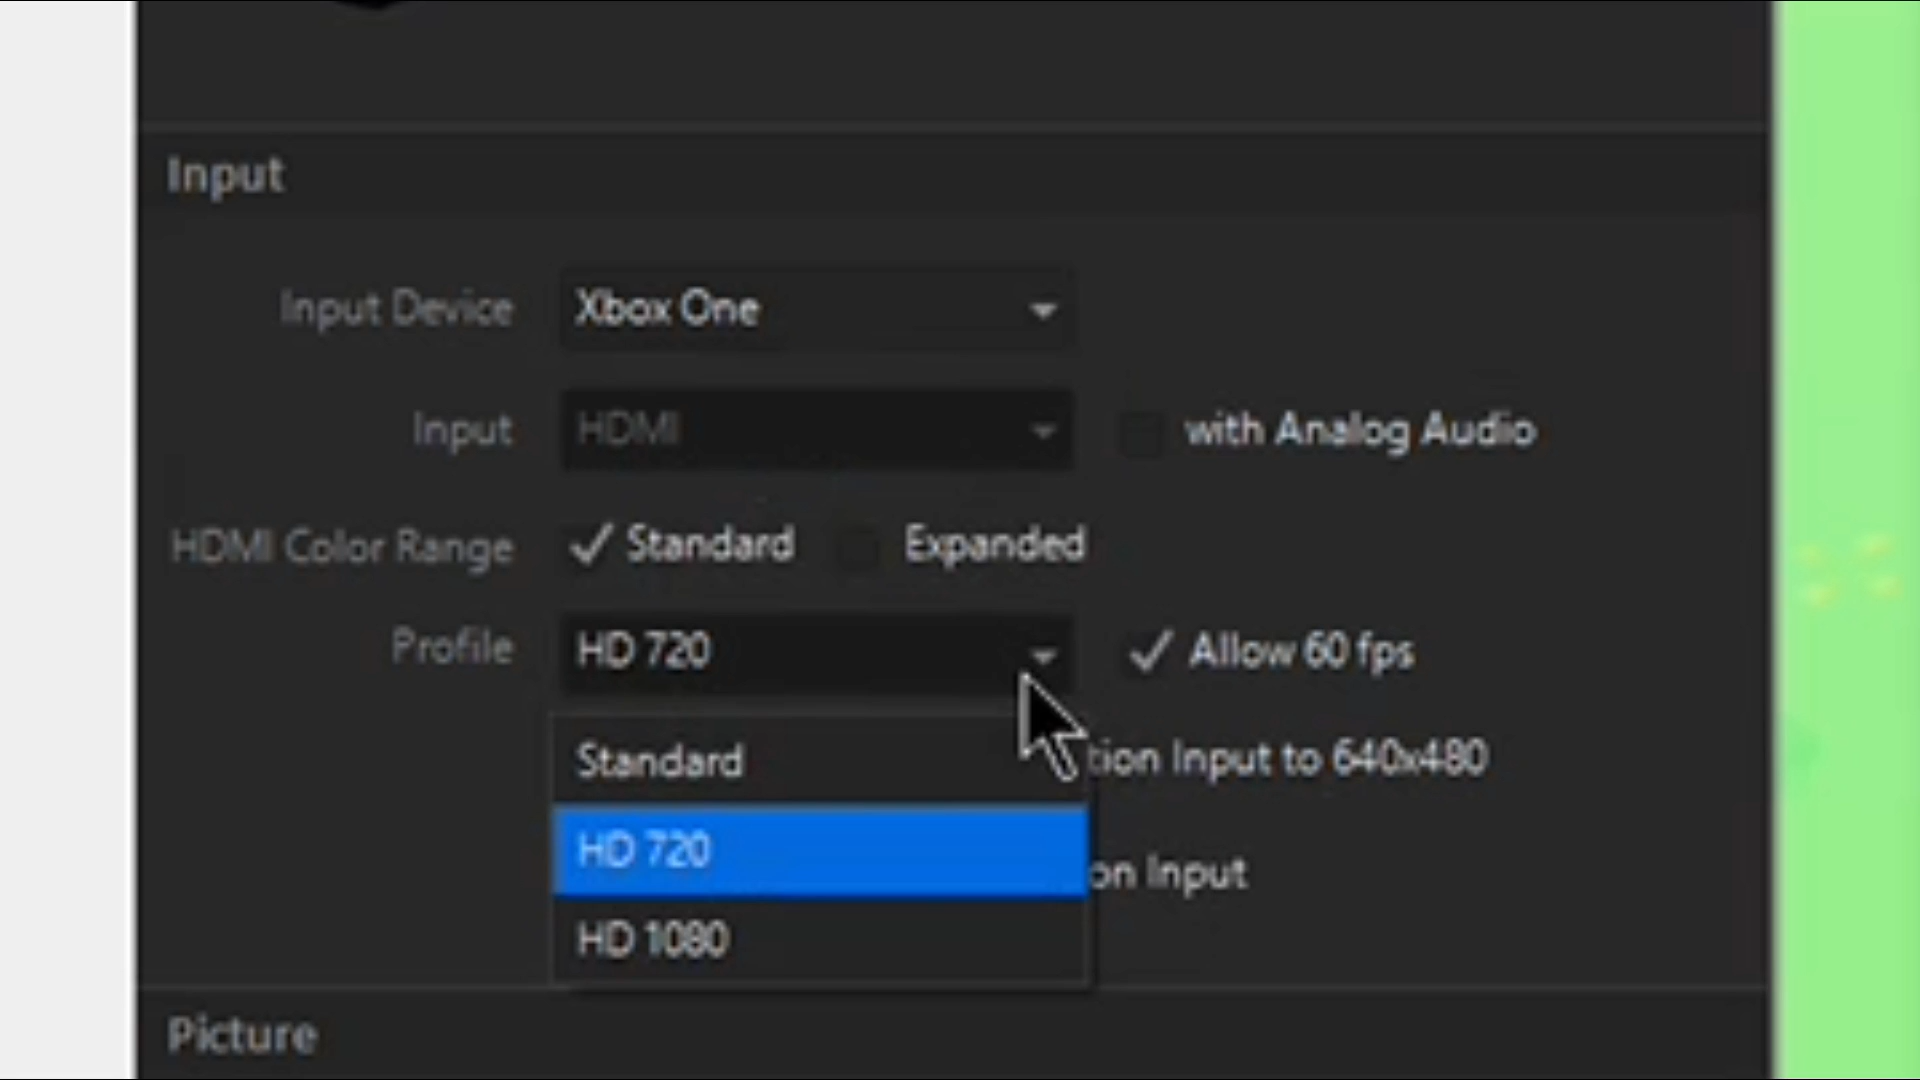 Input
Input Device Xbox One
Input HDMI with Analog Audio
HDMI Color Range Standard Expanded
Profile HD 720 Allow 60 fps
Standard
tion Input to 640x480
HD 720
on Input
HD 1080
Picture